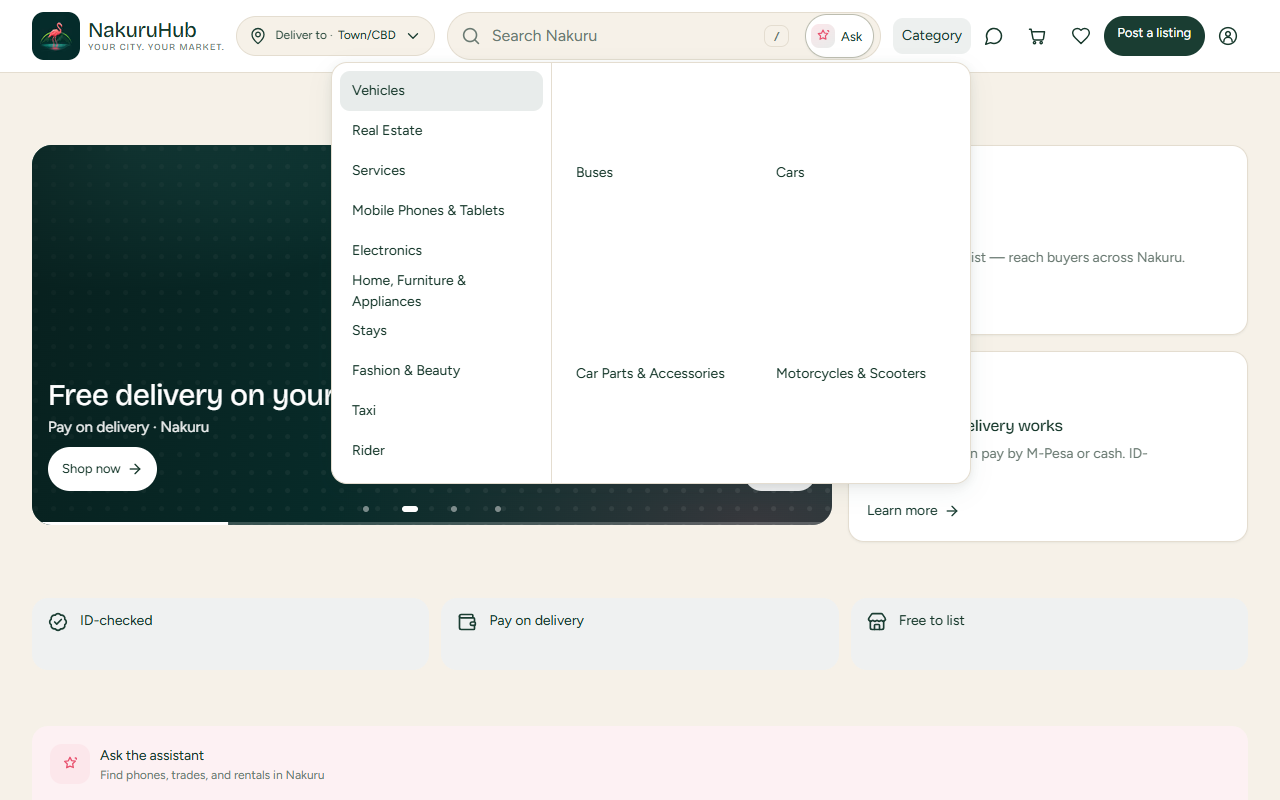 NakuruHub
YOUR CITY. YOUR MARKET.
Deliver to · Town/CBD
Search Nakuru
/
Ask
Category
Post a listing
Vehicles
Real Estate
Services
Mobile Phones & Tablets
Electronics
Home, Furniture &
Appliances
Stays
Fashion & Beauty
Taxi
Rider
Buses
Cars
Car Parts & Accessories
Motorcycles & Scooters
Free delivery on your
Pay on delivery · Nakuru
Shop now
— reach buyers across Nakuru.
works
pay by M-Pesa or cash. ID-
Learn more
ID-checked
Pay on delivery
Free to list
Ask the assistant
Find phones, trades, and rentals in Nakuru